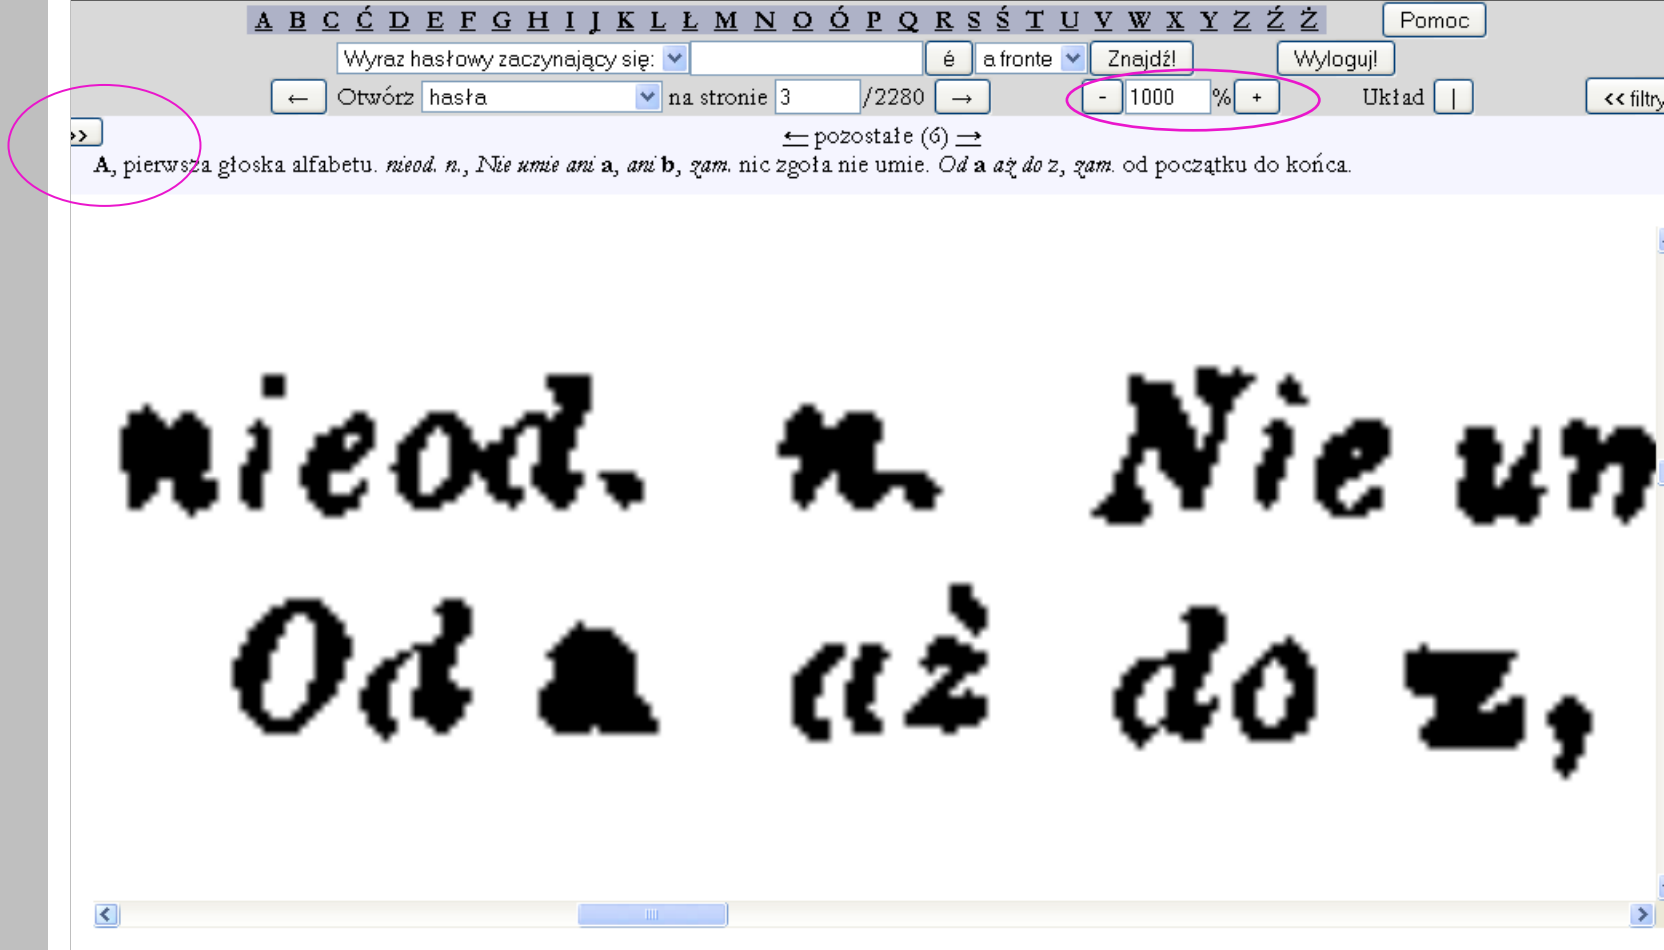 A B C Ć D E F G H I J K L Ł M N O Ó P Q R S Ś T U V W X Y Z Ź Ż Pomoc
Wyraz hasłowy zaczynający się: é a fronte Znajdź! Wyloguj!
← Otwórz hasła na stronie 3 /2280 → - 1000 % + Układ | << filtry
>> ← pozostałe (6) →
A, pierwsza głoska alfabetu. nieod. n., Nie umie ani a, ani b, zam. nic zgoła nie umie. Od a aż do z, zam. od początku do końca.
nieod. n. Nie um
Od a aż do z,